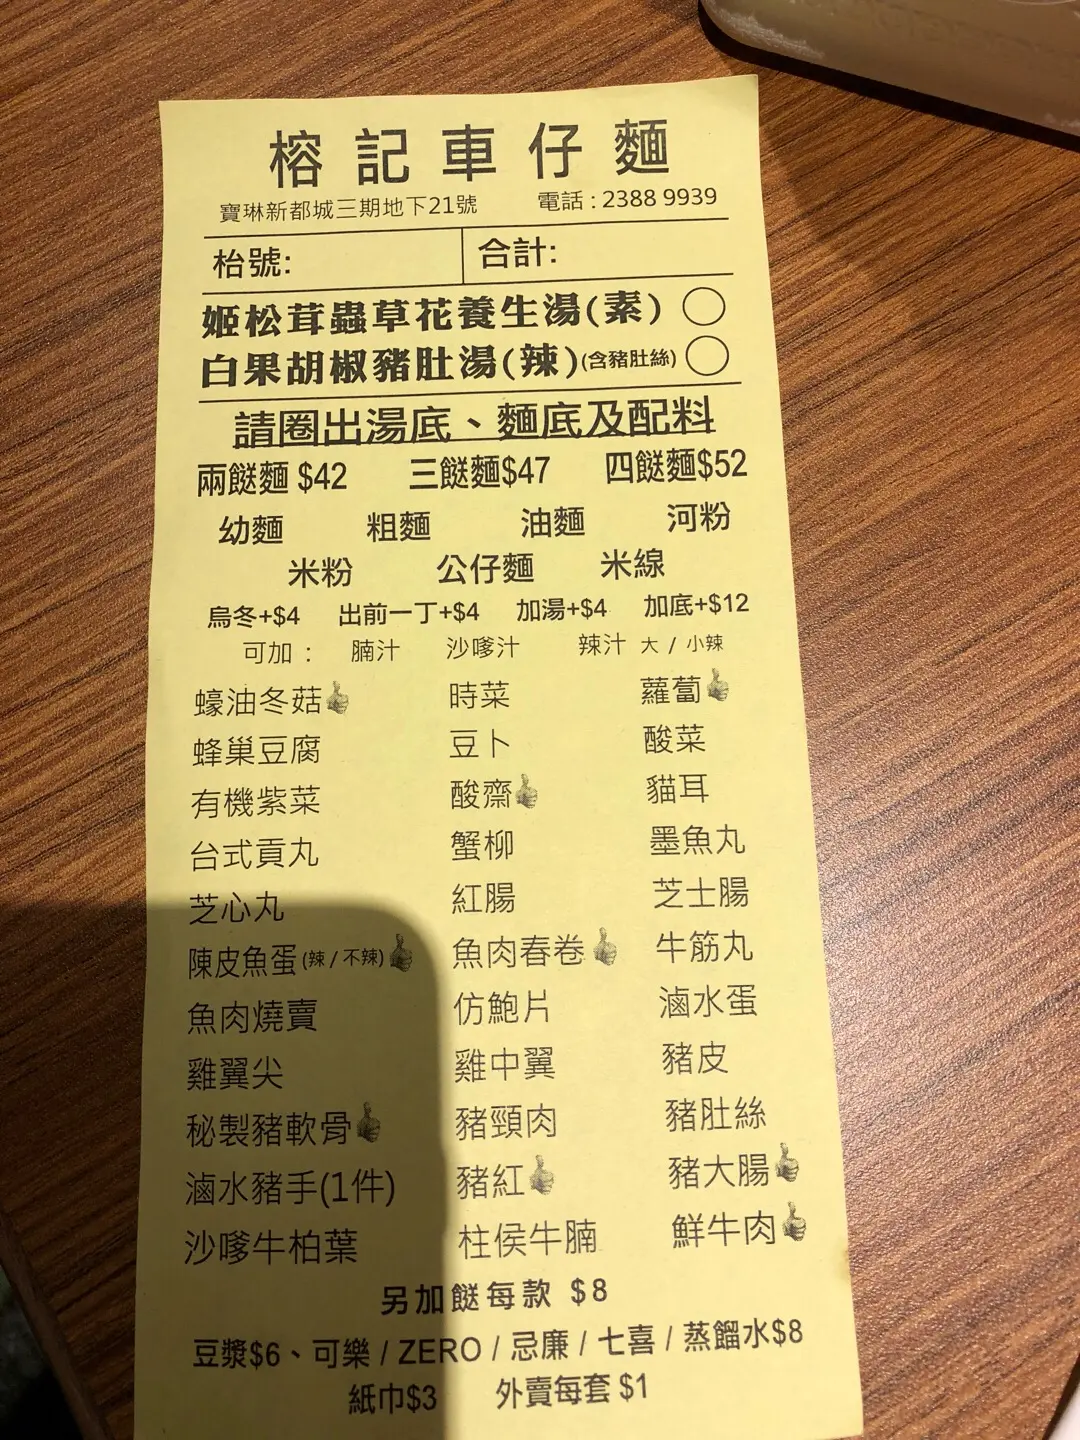 榕記車仔麵
寶琳新都城三期地下21號 電話 : 2388 9939
枱號: 合計:
姬松茸蟲草花養生湯(素)
白果胡椒豬肚湯(辣)(含豬肚絲)
請圈出湯底、麵底及配料
兩餸麵 $42 三餸麵$47 四餸麵$52
幼麵 粗麵 油麵 河粉
米粉 公仔麵 米線
烏冬+$4 出前一丁+$4 加湯+$4 加底+$12
可加 : 腩汁 沙嗲汁 辣汁 大 / 小辣
蠔油冬菇 時菜 蘿蔔
蜂巢豆腐 豆卜 酸菜
有機紫菜 酸齋 貓耳
台式貢丸 蟹柳 墨魚丸
芝心丸 紅腸 芝士腸
陳皮魚蛋(辣 / 不辣) 魚肉春卷 牛筋丸
魚肉燒賣 仿鮑片 滷水蛋
雞翼尖 雞中翼 豬皮
秘製豬軟骨 豬頸肉 豬肚絲
滷水豬手(1件) 豬紅 豬大腸
沙嗲牛柏葉 柱侯牛腩 鮮牛肉
另加餸每款 $8
豆漿$6、可樂 / ZERO / 忌廉 / 七喜 / 蒸餾水$8
紙巾$3 外賣每套 $1